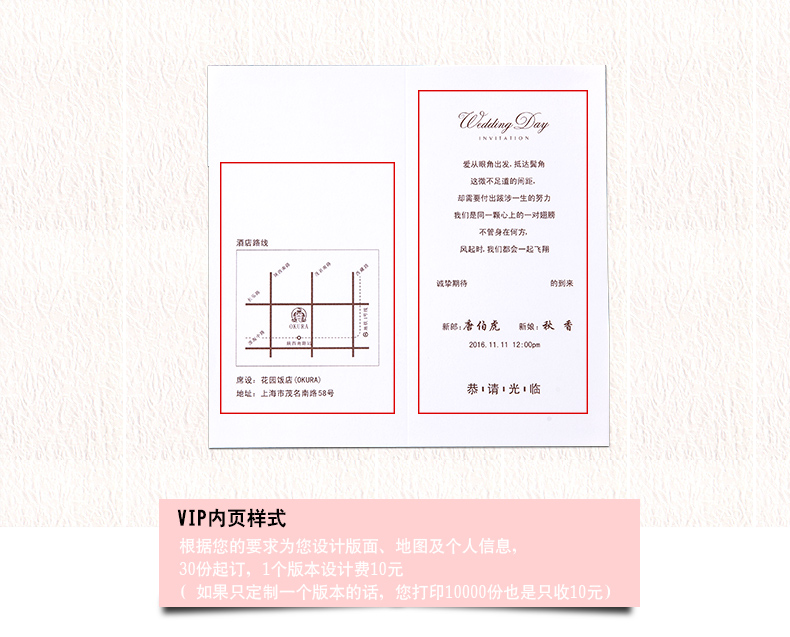 Wedding Day
INVITATION
爱从眼角出发，抵达鬓角
这微不足道的间距，
却需要付出跋涉一生的努力
我们是同一颗心上的一对翅膀
不管身在何方，
风起时，我们都会一起飞翔
诚挚期待 的到来
新郎：唐伯虎 新娘：秋 香
2016.11.11 12:00pm
恭请光临
酒店路线
OKURA
席设：花园饭店(OKURA)
地址：上海市茂名南路58号
VIP内页样式
根据您的要求为您设计版面、地图及个人信息，
30份起订，1个版本设计费10元
( 如果只定制一个版本的话，您打印10000份也是只收10元)